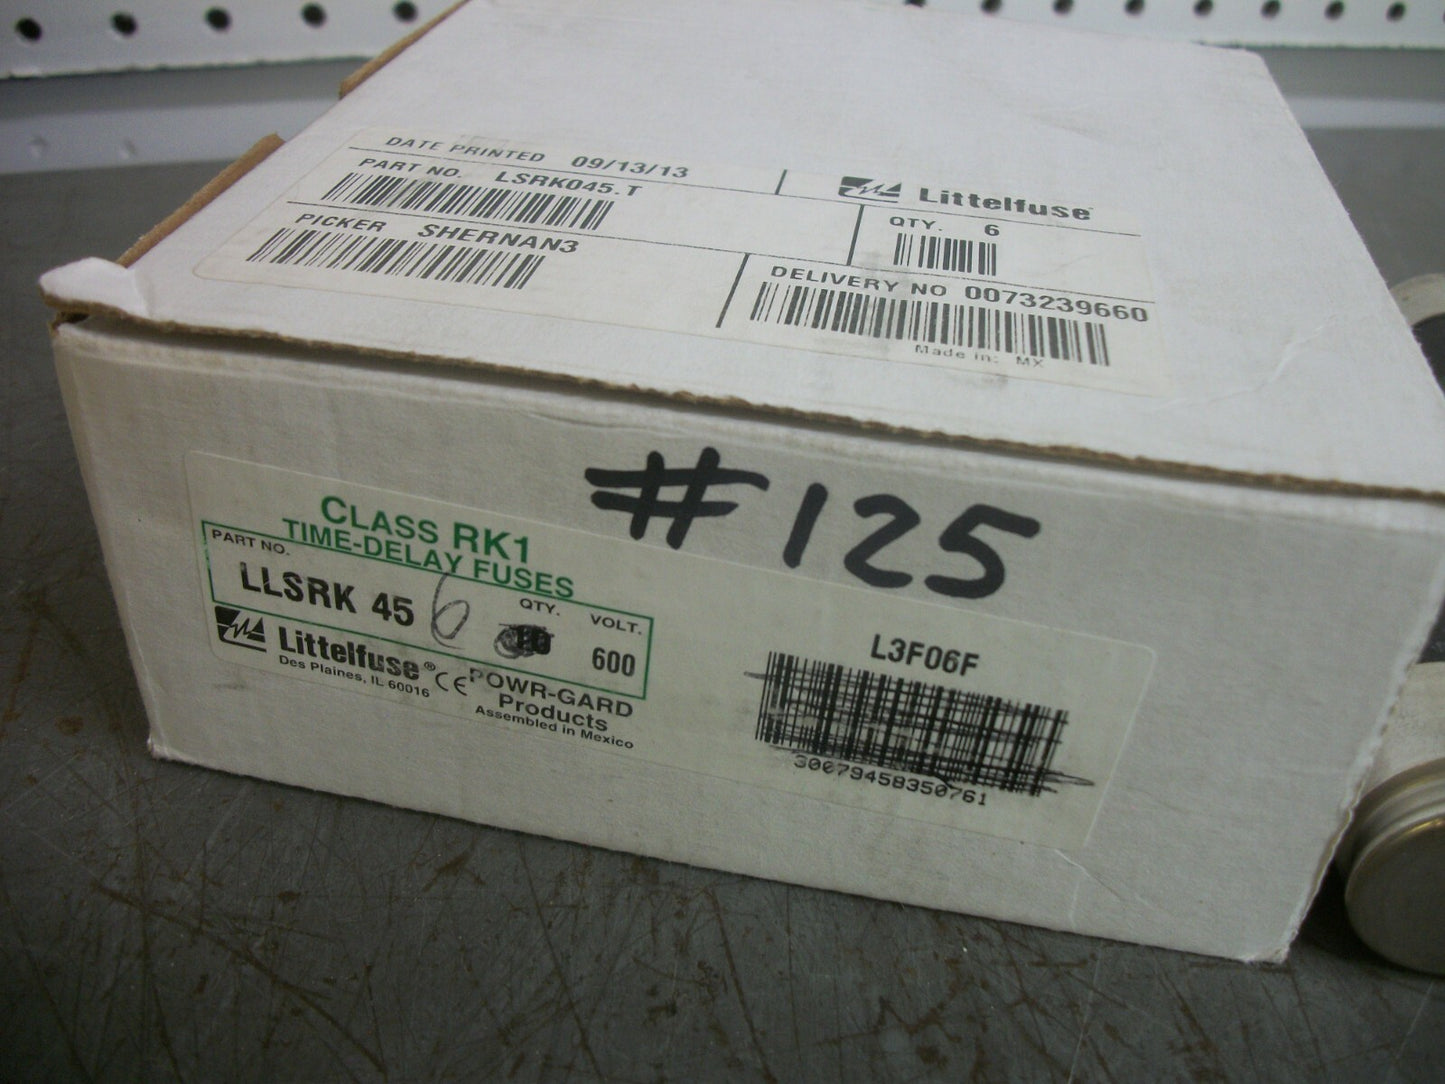 DATE PRINTED 09/13/13
PART NO. LSRK045.T
Littelfuse
QTY. 6
PICKER SHERNAN3
DELIVERY NO 0073239660
Made in: MX
#125
CLASS RK1
TIME-DELAY FUSES
PART NO. QTY. VOLT.
LLSRK 45 6 600
Littelfuse®
Des Plaines, IL 60016
CE
POWR-GARD
Products
Assembled in Mexico
L3F06F
30079458350761